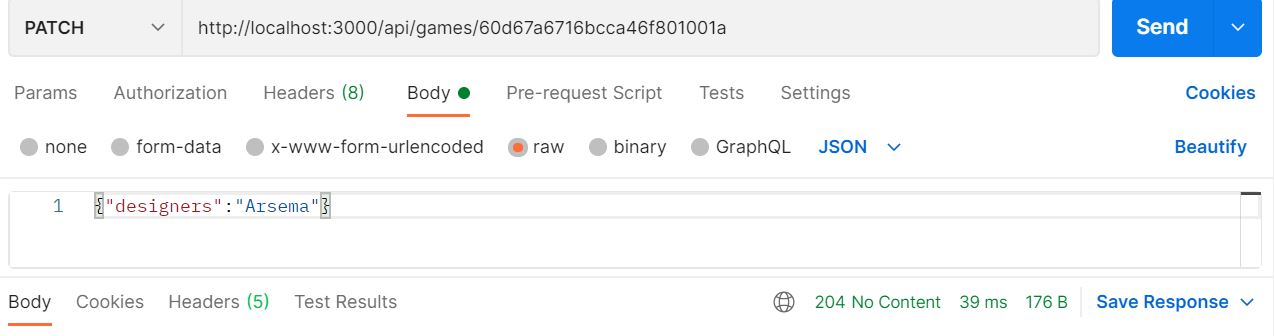 PATCH http://localhost:3000/api/games/60d67a6716bcca46f801001a Send
Params Authorization Headers (8) Body Pre-request Script Tests Settings Cookies
none form-data x-www-form-urlencoded raw binary GraphQL JSON Beautify
1 {"designers":"Arsema"}
Body Cookies Headers (5) Test Results 204 No Content 39 ms 176 B Save Response